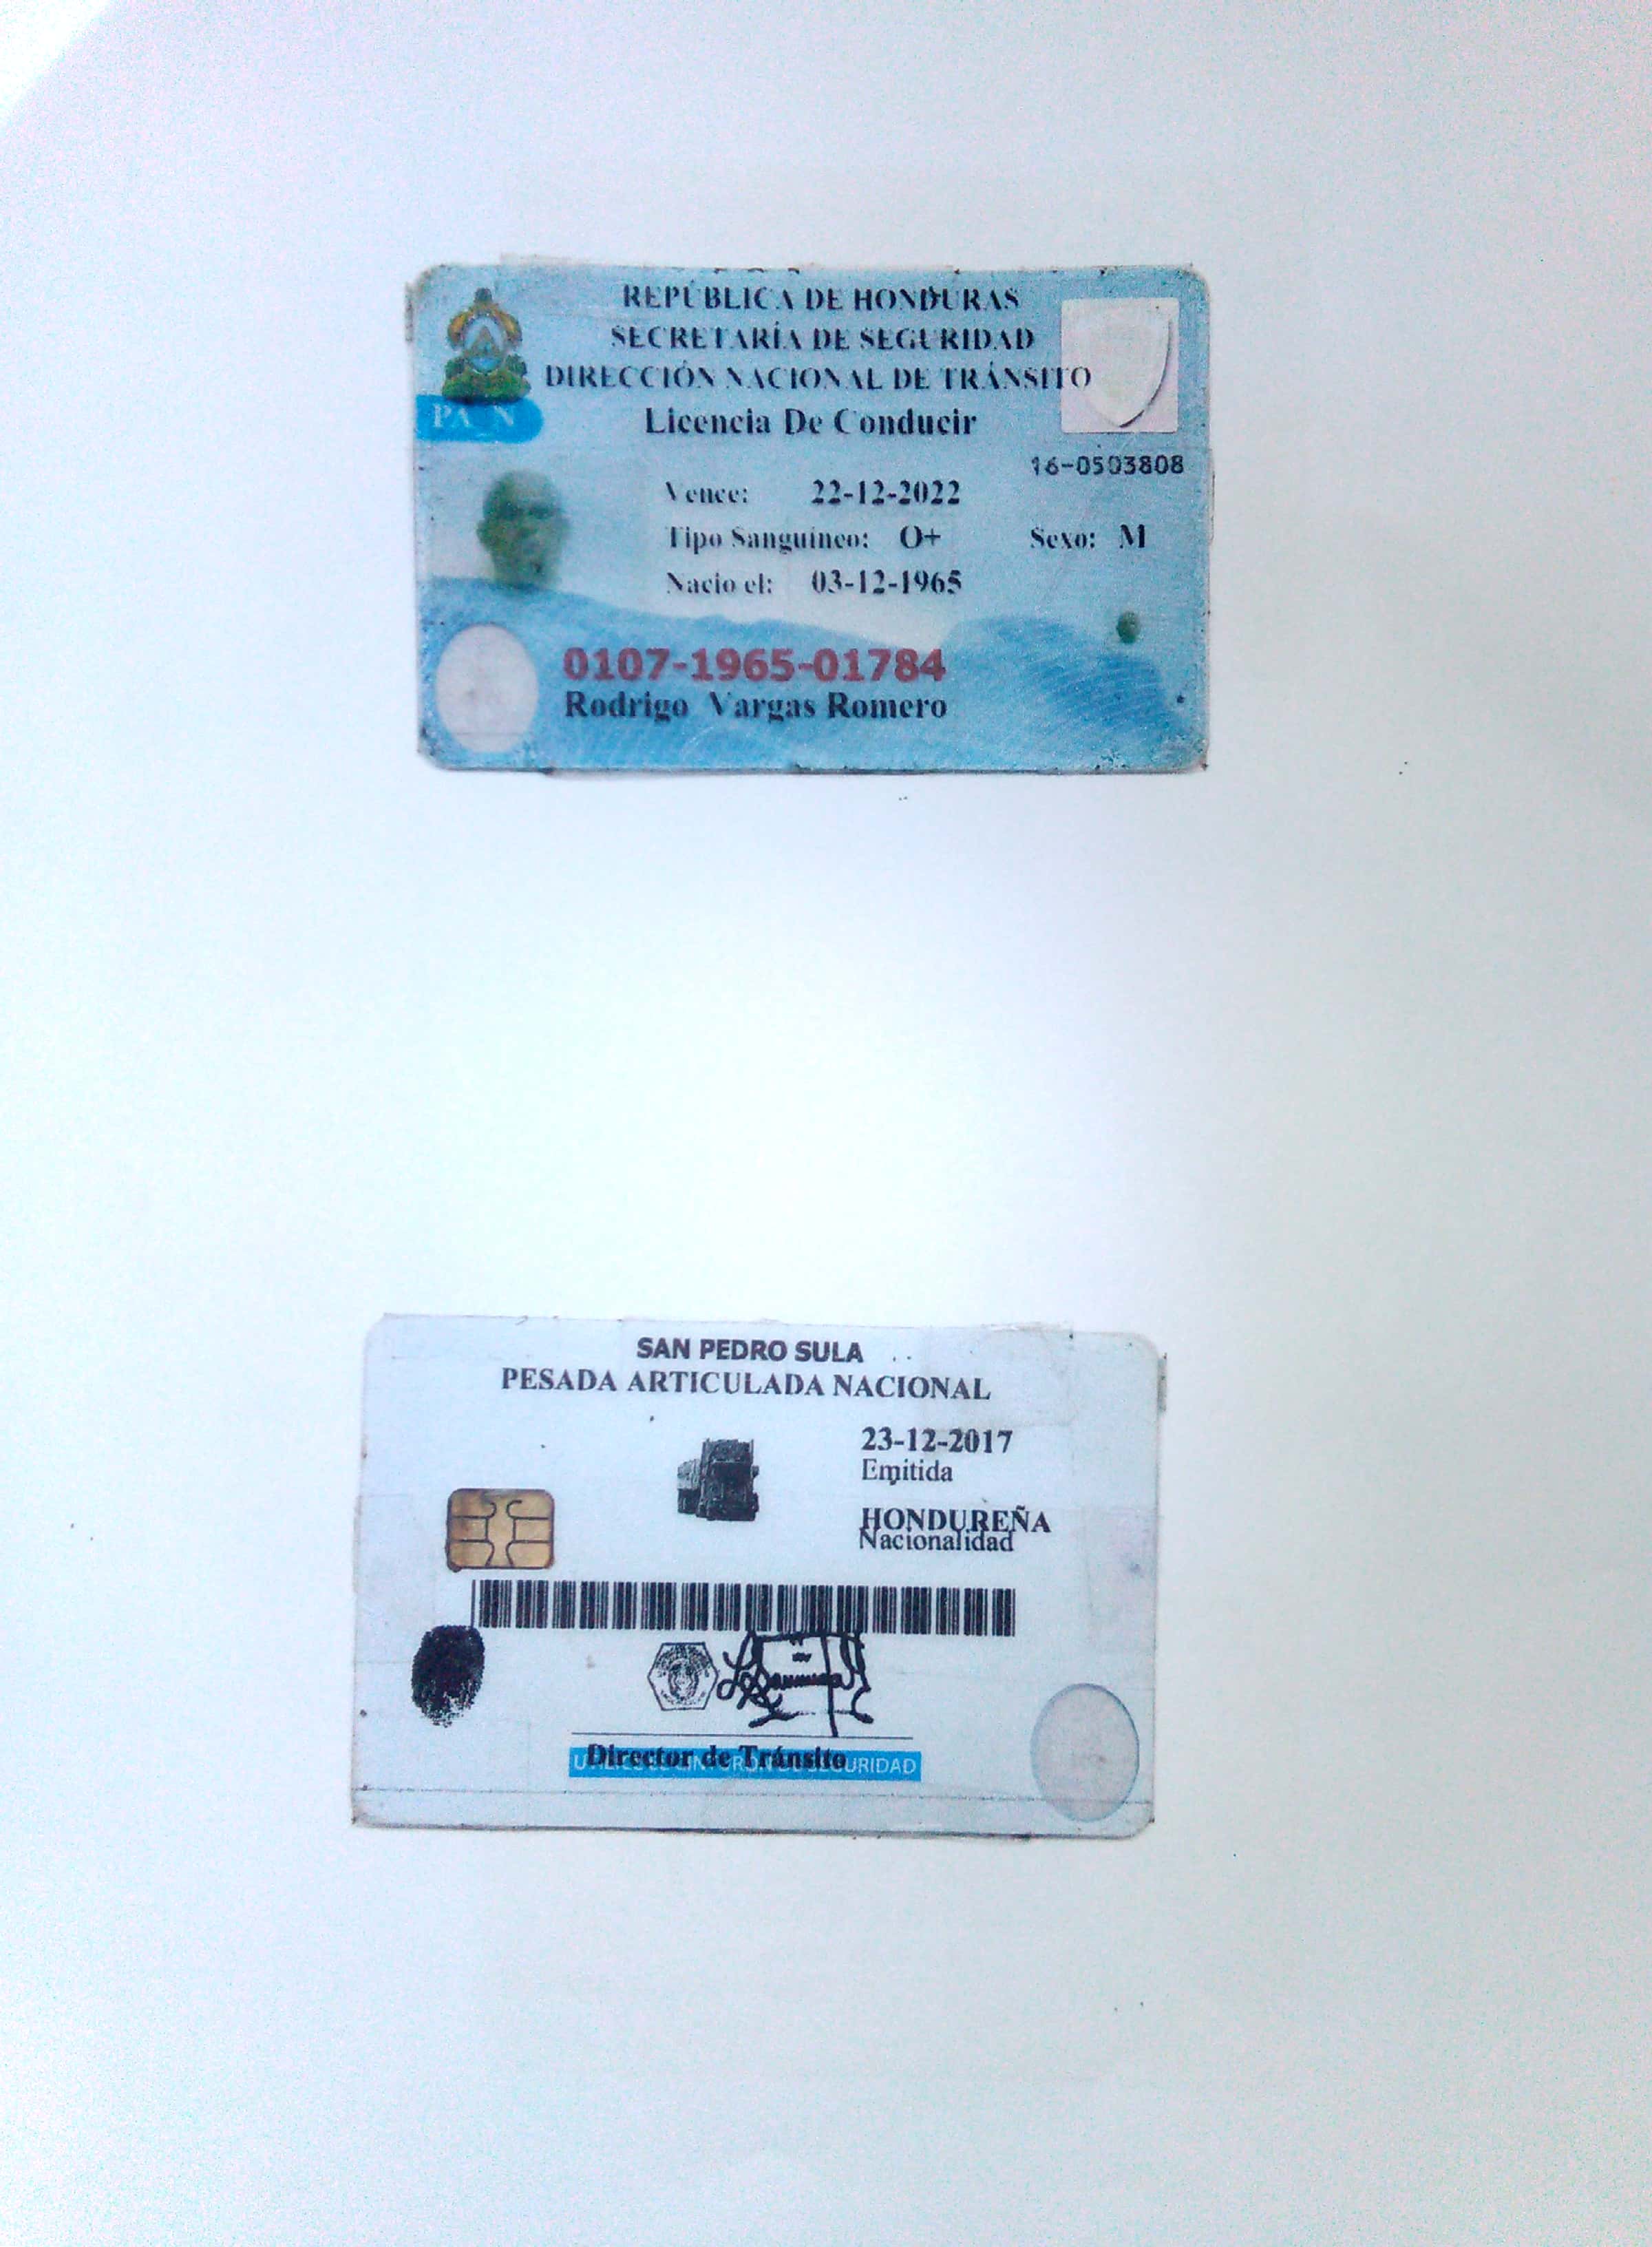 REPÚBLICA DE HONDURAS
SECRETARÍA DE SEGURIDAD
DIRECCIÓN NACIONAL DE TRÁNSITO
PA_N
Licencia De Conducir
16-0503808
Vence: 22-12-2022
Tipo Sanguíneo: O+ Sexo: M
Nacio el: 03-12-1965
0107-1965-01784
Rodrigo Vargas Romero
SAN PEDRO SULA
PESADA ARTICULADA NACIONAL
23-12-2017
Emitida
HONDUREÑA
Nacionalidad
Director de Tránsito